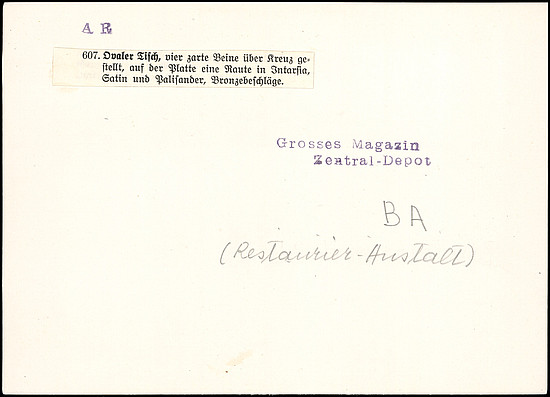 A R
607. Ovaler Tisch, vier zarte Beine über Kreuz ge-
stellt, auf der Platte eine Raute in Intarsia,
Satin und Palisander, Bronzebeschläge.
Grosses Magazin
Zentral-Depot
BA
(Restaurier-Anstalt)